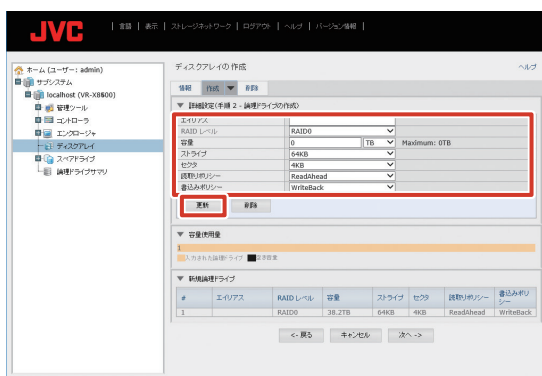 JVC
| 言語 | 表示 | ストレージネットワーク | ログアウト | ヘルプ | バージョン情報 |
ホーム (ユーザー: admin)
サブシステム
localhost (VR-X8600)
管理ツール
コントローラ
エンクロージャ
ディスクアレイ
スペアドライブ
論理ドライブサマリ
ディスクアレイの作成
ヘルプ
情報 作成 削除
詳細設定(手順 2 - 論理ドライブの作成)
エイリアス
RAID レベル RAID0
容量 0 TB Maximum: 0TB
ストライプ 64KB
セクタ 4KB
読取りポリシー ReadAhead
書込みポリシー WriteBack
更新 削除
容量使用量
1
入力された論理ドライブ 空き容量
新規論理ドライブ
# エイリアス RAID レベル 容量 ストライプ セクタ 読取りポリシー 書込みポリシー
1 RAID0 38.2TB 64KB 4KB ReadAhead WriteBack
<- 戻る キャンセル 次へ ->